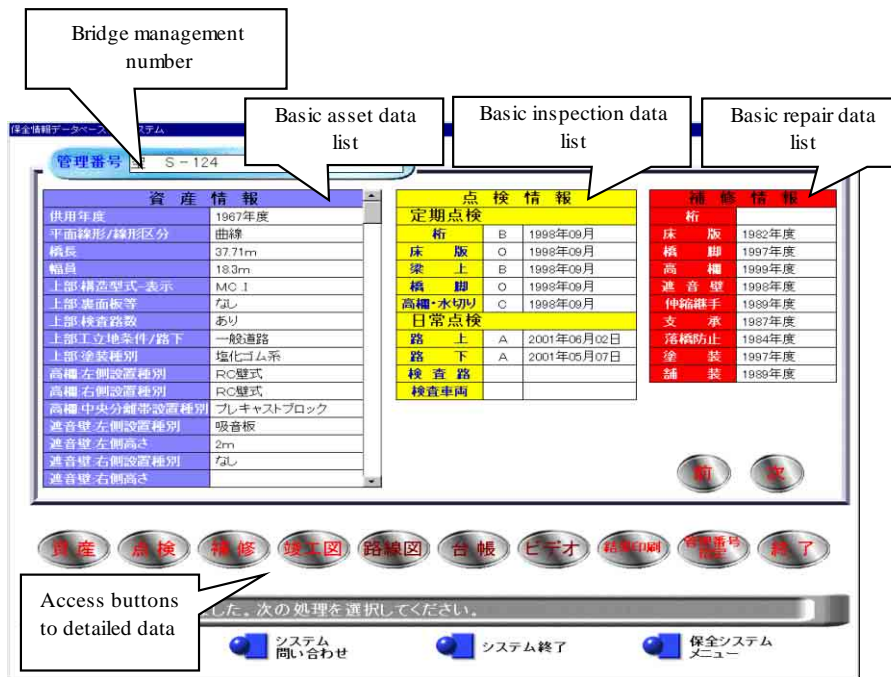 Bridge management
number
Basic asset data
list
Basic inspection data
list
Basic repair data
list
保全情報データベース
ステム
管理番号 S-124
資産情報
供用年度 1967年度
平面線形/線形区分 曲線
橋長 37.71m
幅員 18.3m
上部 構造型式-表示 MC.I
上部 裏面板等 なし
上部 検査路数 あり
上部工立地条件/路下 一般道路
上部 塗装種別 塩化ゴム系
高欄 左側設置種別 RC壁式
高欄 右側設置種別 RC壁式
高欄 中央分離帯設置種別 プレキャストブロック
遮音壁 左側設置種別 吸音板
遮音壁 左側高さ 2m
遮音壁 右側設置種別 なし
遮音壁 右側高さ
点検情報
定期点検
桁 B 1998年09月
床版 O 1998年09月
梁上 B 1998年09月
橋脚 O 1998年09月
高欄・水切り C 1998年09月
日常点検
路上 A 2001年06月02日
路下 A 2001年05月07日
検査路
検査車両
補修情報
桁
床版 1982年度
橋脚 1997年度
高欄 1999年度
遮音壁 1998年度
伸縮継手 1989年度
支承 1987年度
落橋防止 1984年度
塗装 1997年度
舗装 1989年度
前 次
資産 点検 補修 竣工図 路線図 台帳 ビデオ 結果印刷 管理番号 終了
Access buttons
to detailed data
した。次の処理を選択してください。
システム
問い合わせ
システム終了
保全システム
メニュー